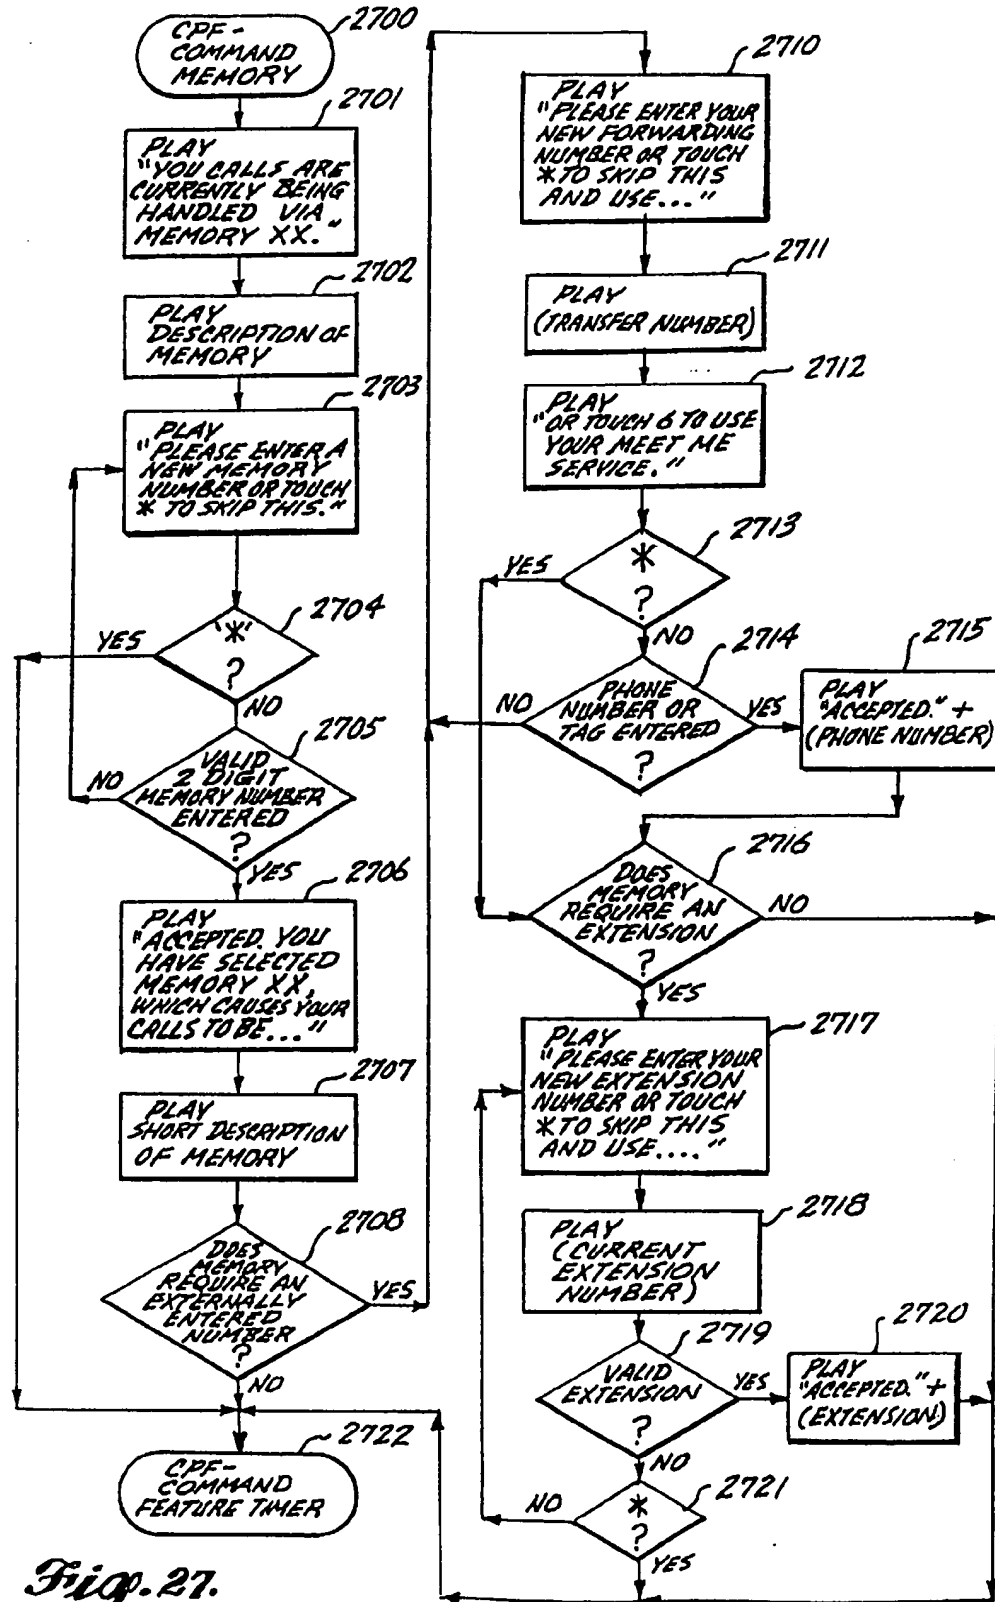 2700
CPF-
COMMAND
MEMORY
2701
PLAY
"YOU CALLS ARE
CURRENTLY BEING
HANDLED VIA
MEMORY XX."
2702
PLAY
DESCRIPTION OF
MEMORY
2703
PLAY
"PLEASE ENTER A
NEW MEMORY
NUMBER OR TOUCH
* TO SKIP THIS."
2704
'*'
?
YES
NO
2705
VALID
2 DIGIT
MEMORY NUMBER
ENTERED
?
NO
YES
2706
PLAY
"ACCEPTED. YOU
HAVE SELECTED
MEMORY XX,
WHICH CAUSES YOUR
CALLS TO BE..."
2707
PLAY
SHORT DESCRIPTION
OF MEMORY
2708
DOES
MEMORY
REQUIRE AN
EXTERNALLY
ENTERED
NUMBER
?
YES
NO
2722
CPF-
COMMAND
FEATURE TIMER
2710
PLAY
"PLEASE ENTER YOUR
NEW FORWARDING
NUMBER OR TOUCH
* TO SKIP THIS
AND USE..."
2711
PLAY
(TRANSFER NUMBER)
2712
PLAY
"OR TOUCH 6 TO USE
YOUR MEET ME
SERVICE."
2713
*
?
YES
NO
2714
PHONE
NUMBER OR
TAG ENTERED
?
NO
YES
2715
PLAY
"ACCEPTED." +
(PHONE NUMBER)
2716
DOES
MEMORY
REQUIRE AN
EXTENSION
?
NO
YES
2717
PLAY
"PLEASE ENTER YOUR
NEW EXTENSION
NUMBER OR TOUCH
* TO SKIP THIS
AND USE...."
2718
PLAY
(CURRENT
EXTENSION
NUMBER)
2719
VALID
EXTENSION
?
YES
NO
2720
PLAY
"ACCEPTED." +
(EXTENSION)
2721
*
?
NO
YES
Fig. 27.